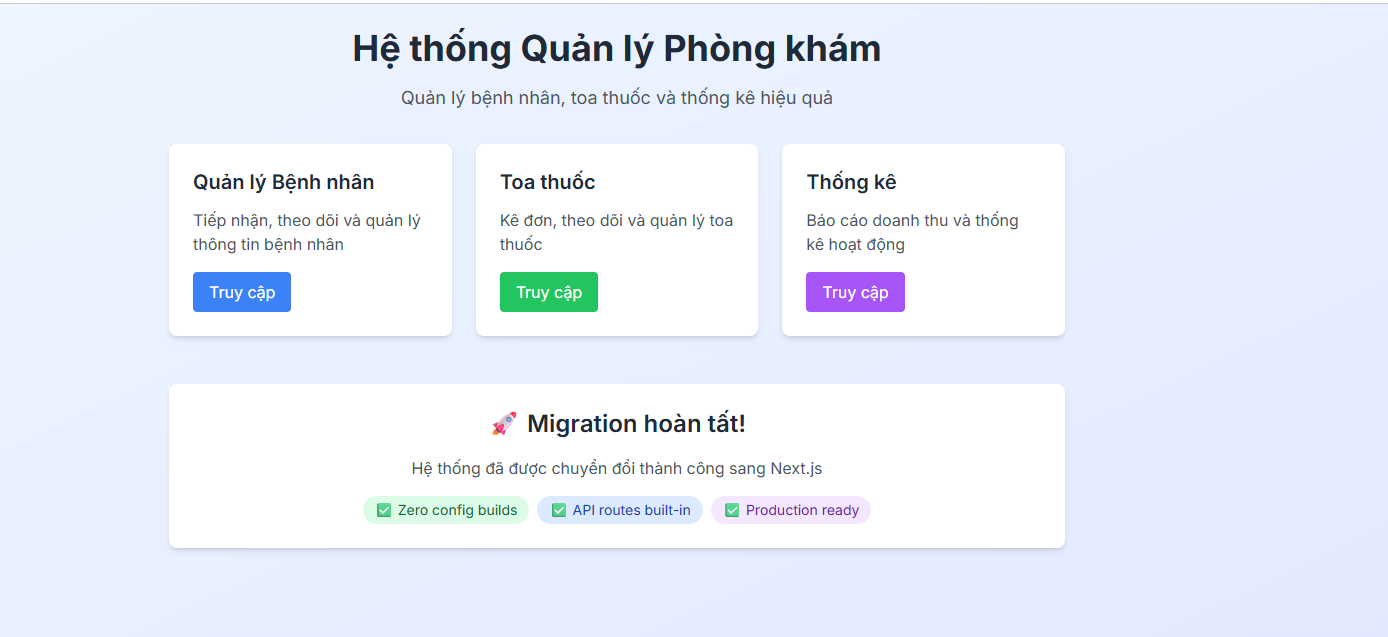 Hệ thống Quản lý Phòng khám
Quản lý bệnh nhân, toa thuốc và thống kê hiệu quả
Quản lý Bệnh nhân
Tiếp nhận, theo dõi và quản lý
thông tin bệnh nhân
Truy cập
Toa thuốc
Kê đơn, theo dõi và quản lý toa
thuốc
Truy cập
Thống kê
Báo cáo doanh thu và thống
kê hoạt động
Truy cập
🚀 Migration hoàn tất!
Hệ thống đã được chuyển đổi thành công sang Next.js
✅ Zero config builds
✅ API routes built-in
✅ Production ready